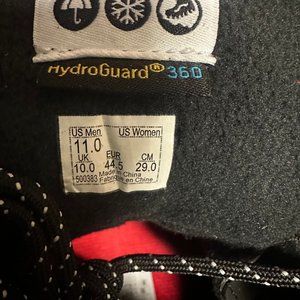 HydroGuard® 360
US Men US Women
11.0
UK EUR CM
10.0 44.5 29.0
500383 Made in China
Fabriqué en Chine